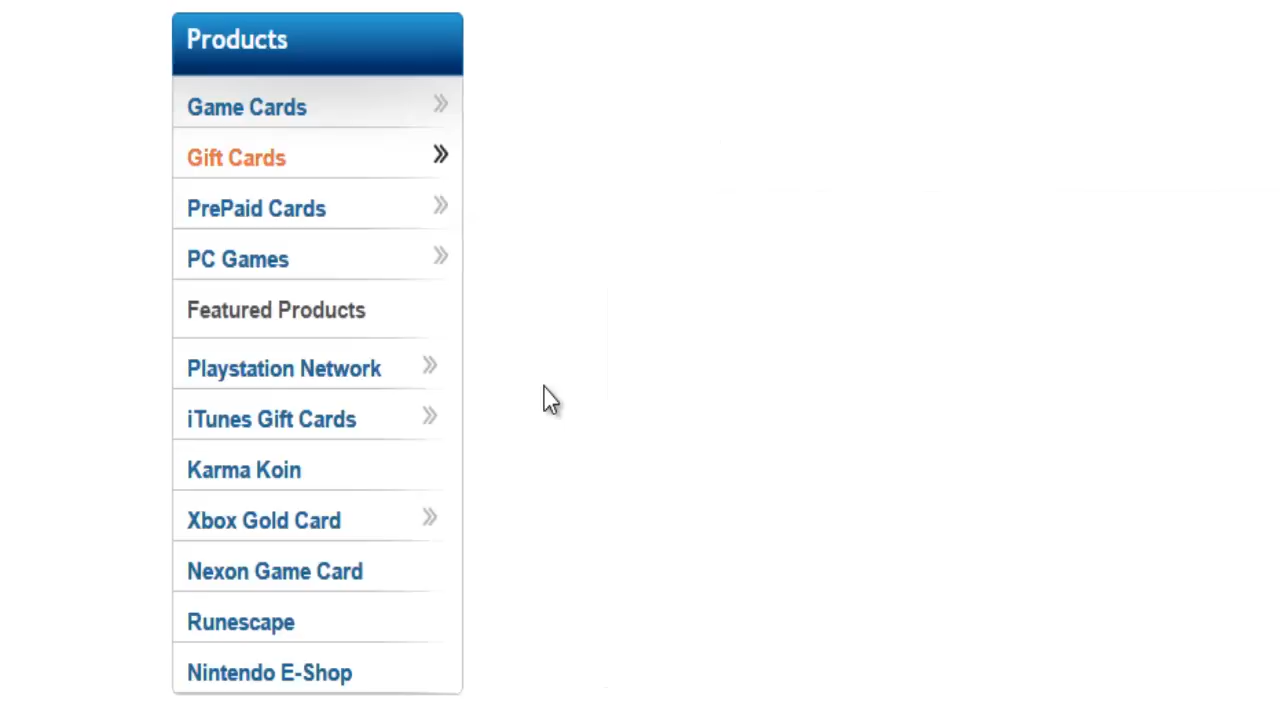 Products
Game Cards
Gift Cards
PrePaid Cards
PC Games
Featured Products
Playstation Network
iTunes Gift Cards
Karma Koin
Xbox Gold Card
Nexon Game Card
Runescape
Nintendo E-Shop